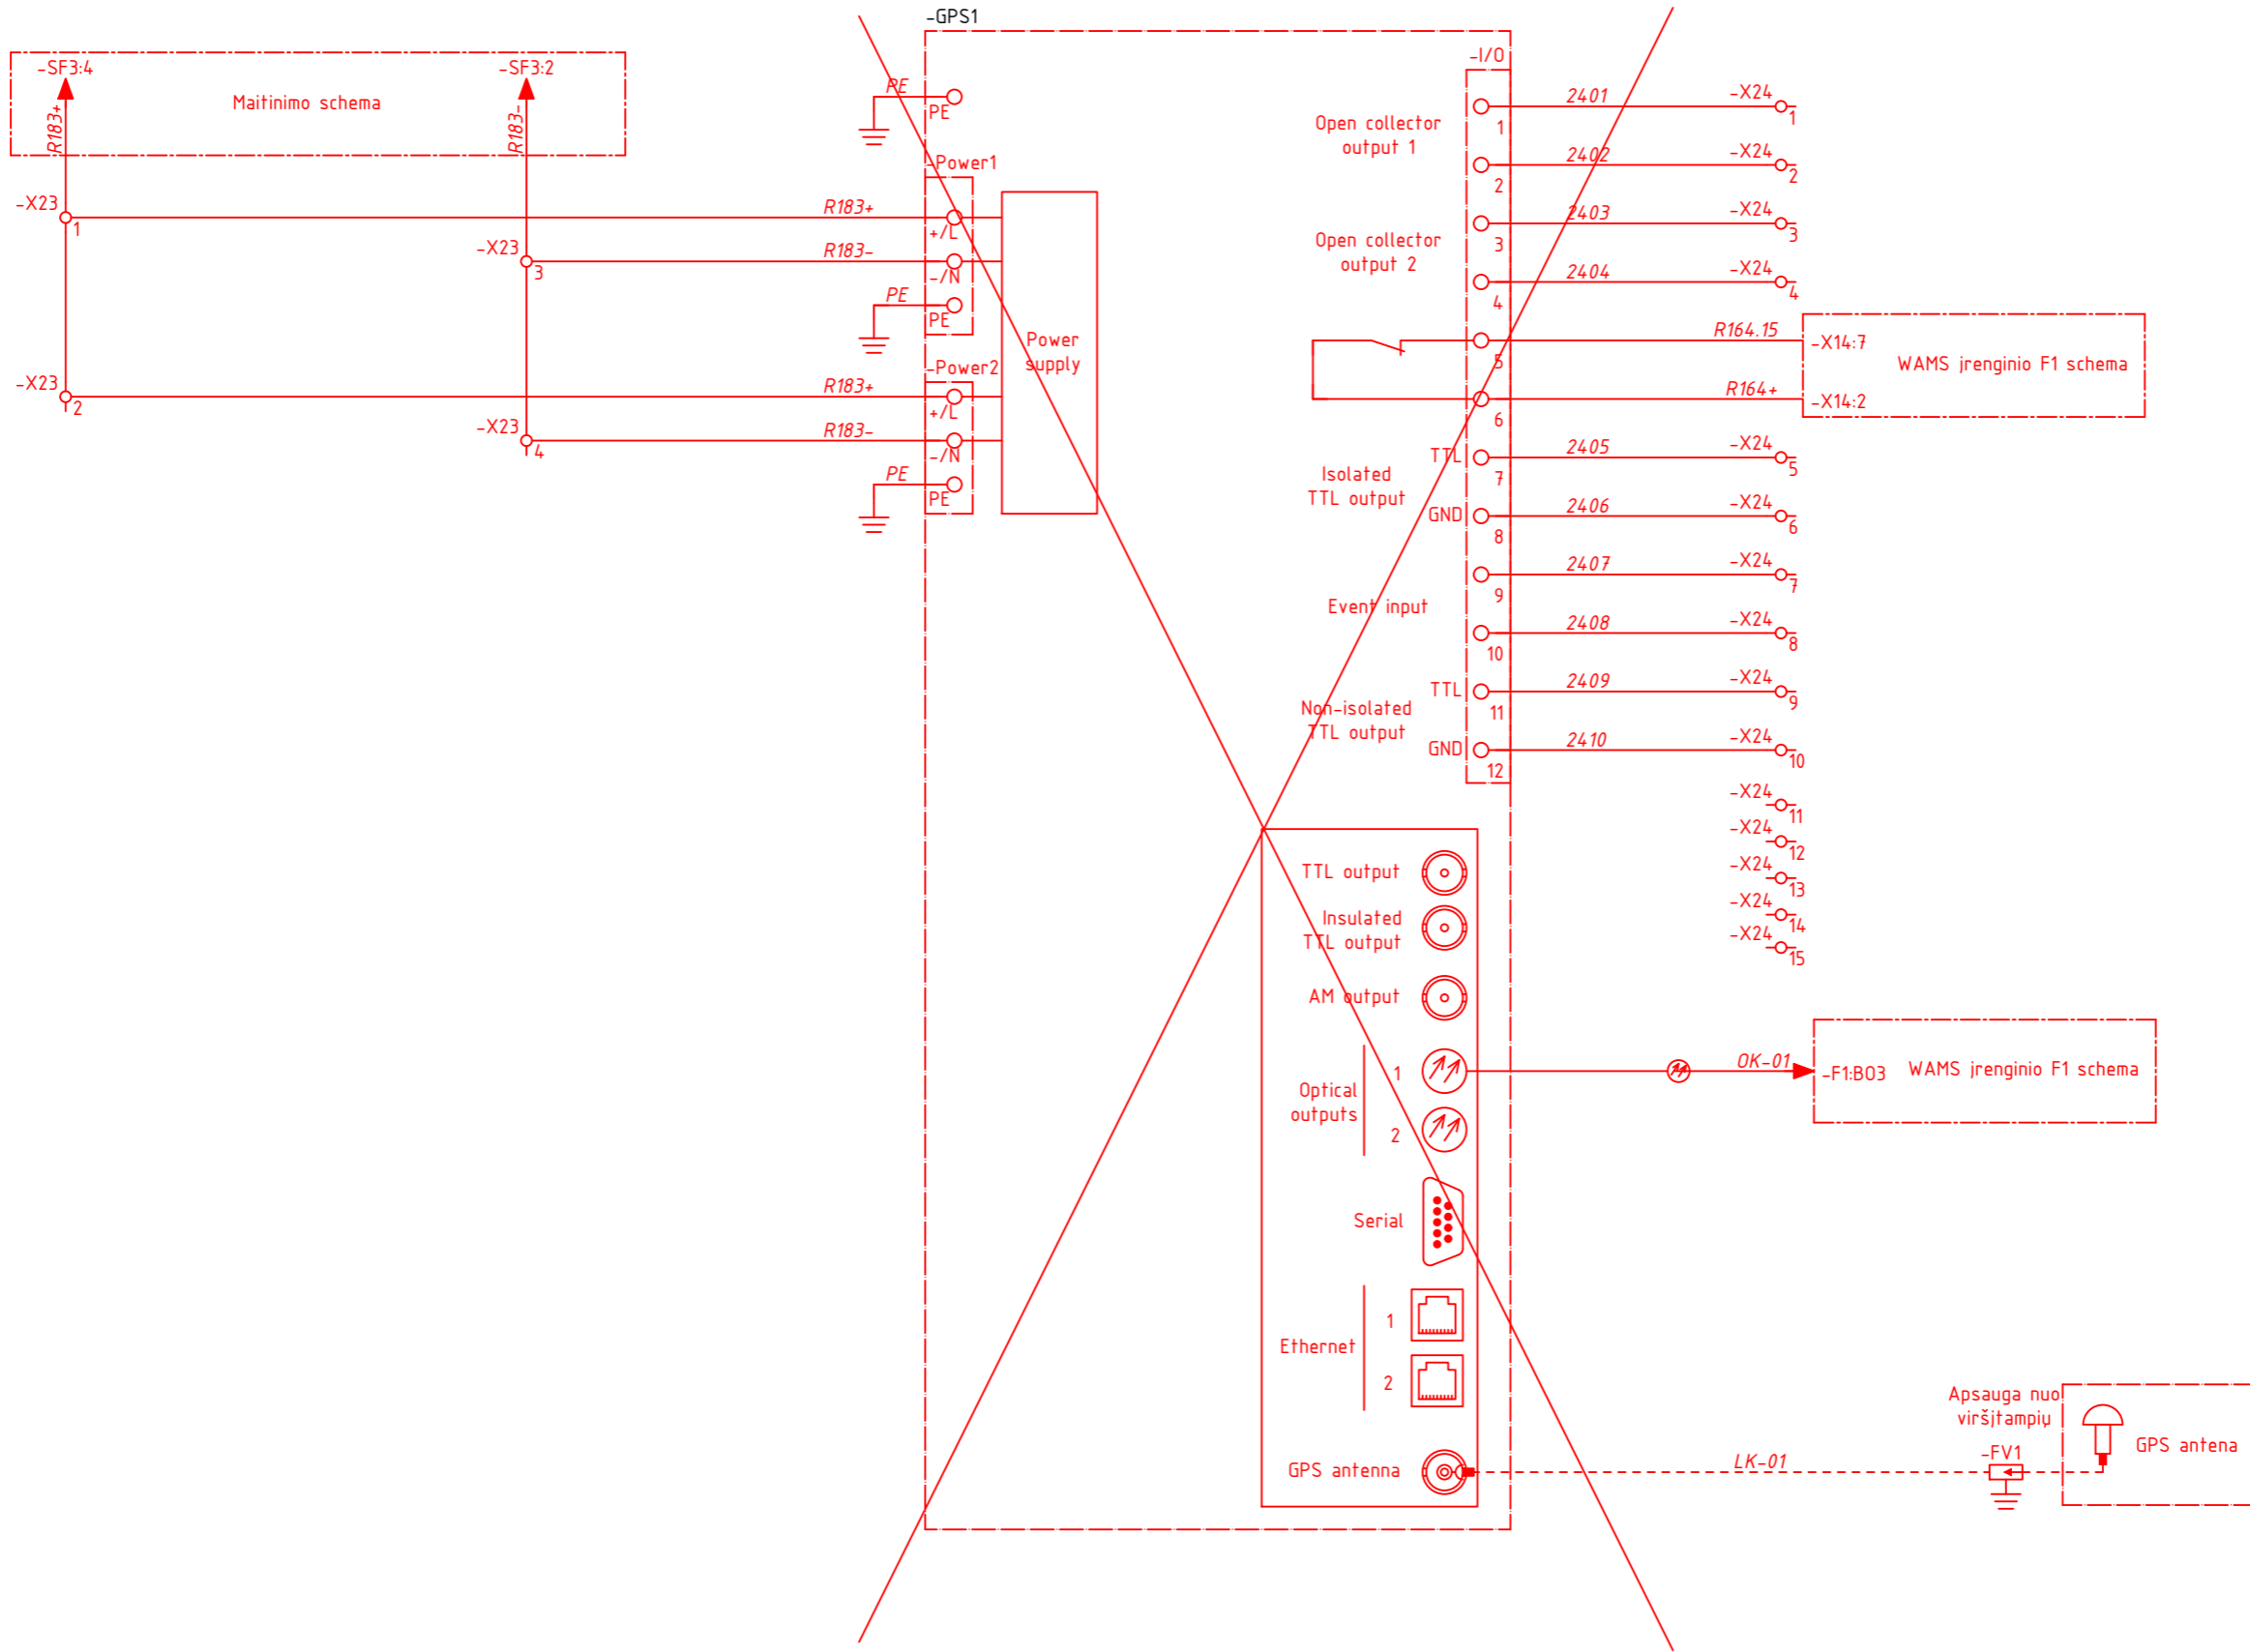 -GPS1
-SF3:4
-SF3:2
Maitinimo schema
R183+
R183-
-X23
1
-X23
3
-X23
2
-X23
4
PE
PE
-Power1
R183+
+/L
R183-
-/N
PE
PE
-Power2
R183+
+/L
R183-
-/N
PE
PE
Power
supply
-I/O
Open collector
output 1
1
2401
-X24
1
2
2402
-X24
2
Open collector
output 2
3
2403
-X24
3
4
2404
-X24
4
5
R164.15
-X14:7
6
R164+
-X14:2
WAMS įrenginio F1 schema
Isolated
TTL output
TTL
7
2405
-X24
5
GND
8
2406
-X24
6
Event input
9
2407
-X24
7
10
2408
-X24
8
Non-isolated
TTL output
TTL
11
2409
-X24
9
GND
12
2410
-X24
10
-X24
11
-X24
12
-X24
13
-X24
14
-X24
15
TTL output
Insulated
TTL output
AM output
Optical
outputs
1
2
OK-01
-F1:BO3
WAMS įrenginio F1 schema
Serial
Ethernet
1
2
GPS antenna
LK-01
Apsauga nuo
viršįtampių
-FV1
GPS antena